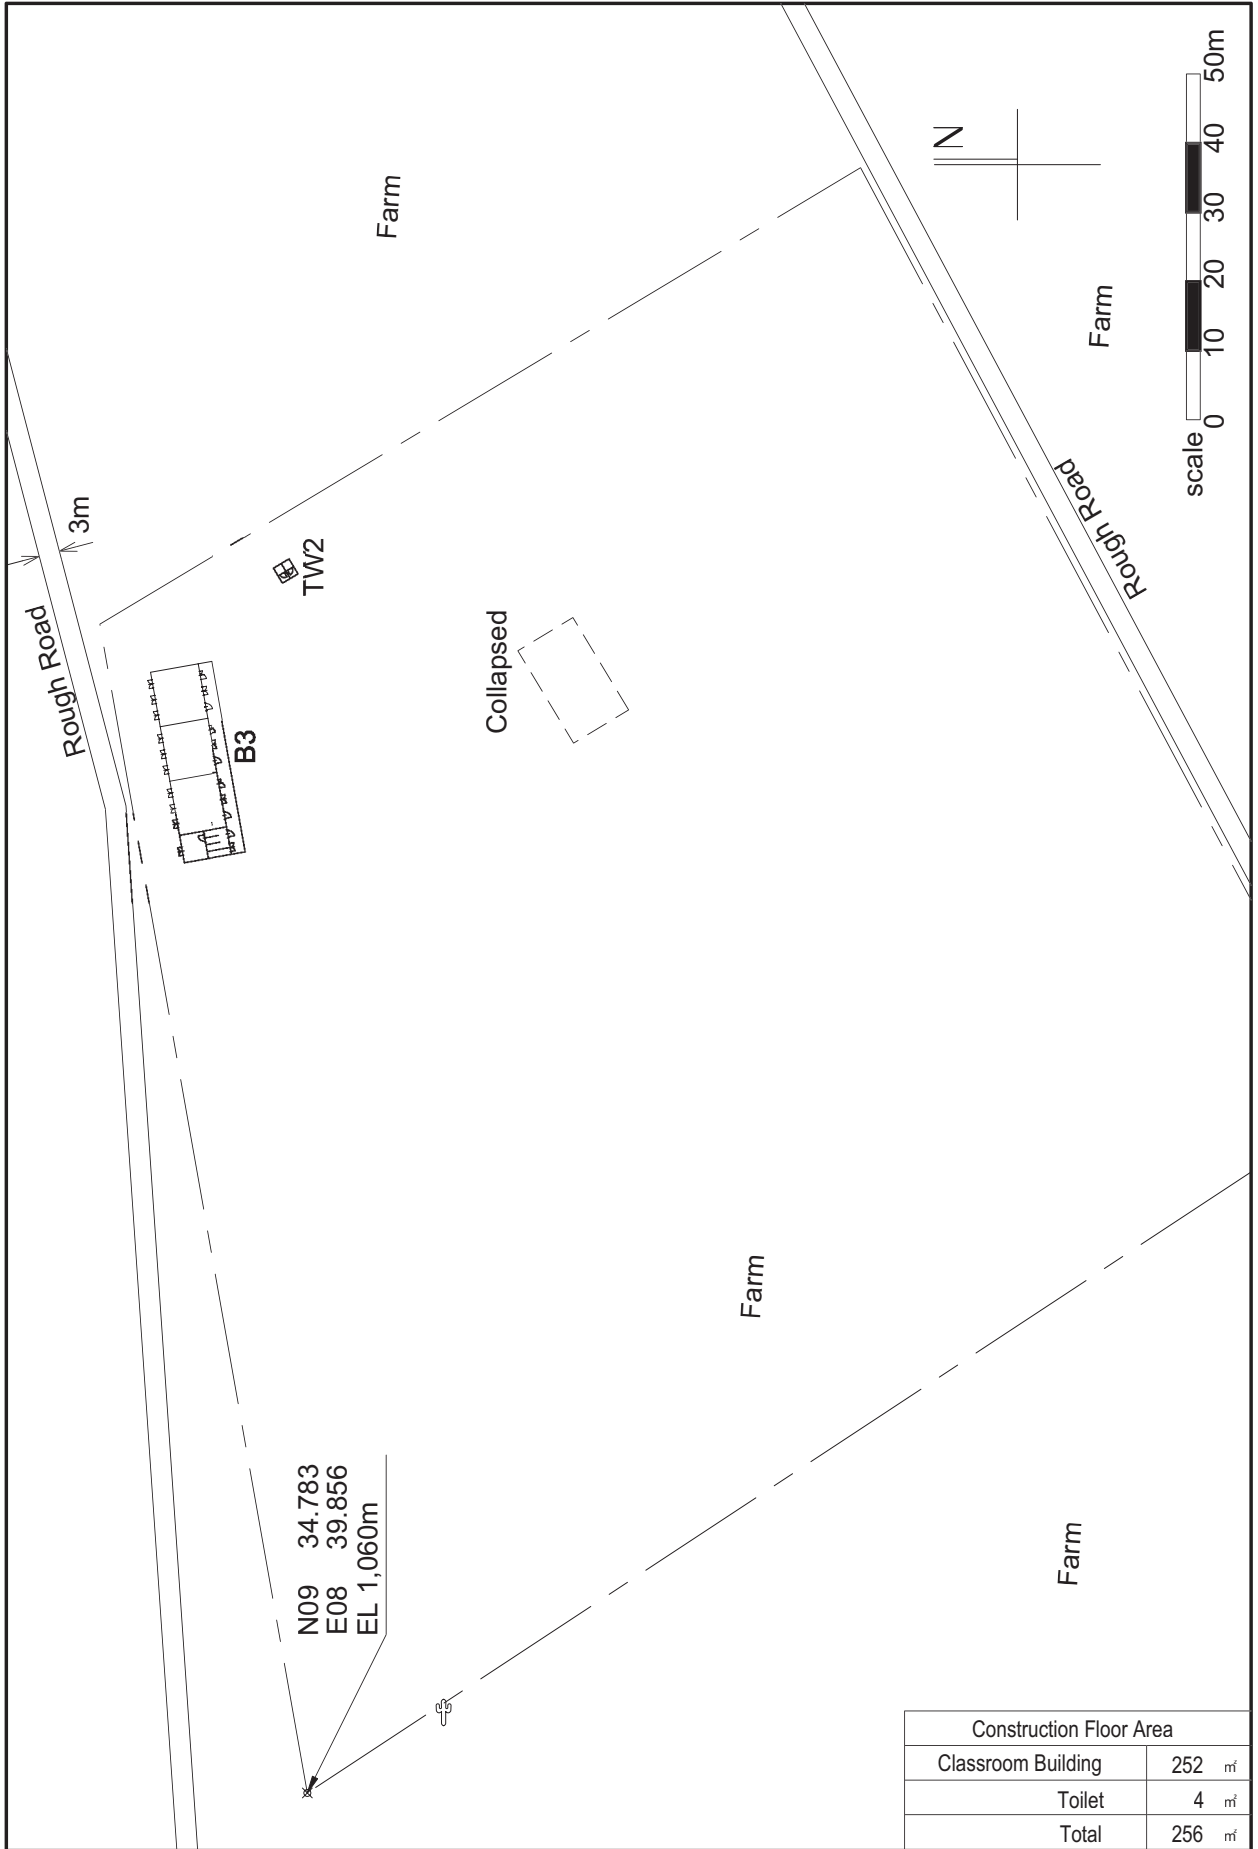 Rough Road
3m
Farm
N
50m
40
30
20
10
0
scale
Farm
Rough Road
TW2
B3
Collapsed
Farm
N09 34.783
E08 39.856
EL 1,060m
Farm
Construction Floor Area
Classroom Building 252 ㎡
Toilet 4 ㎡
Total 256 ㎡